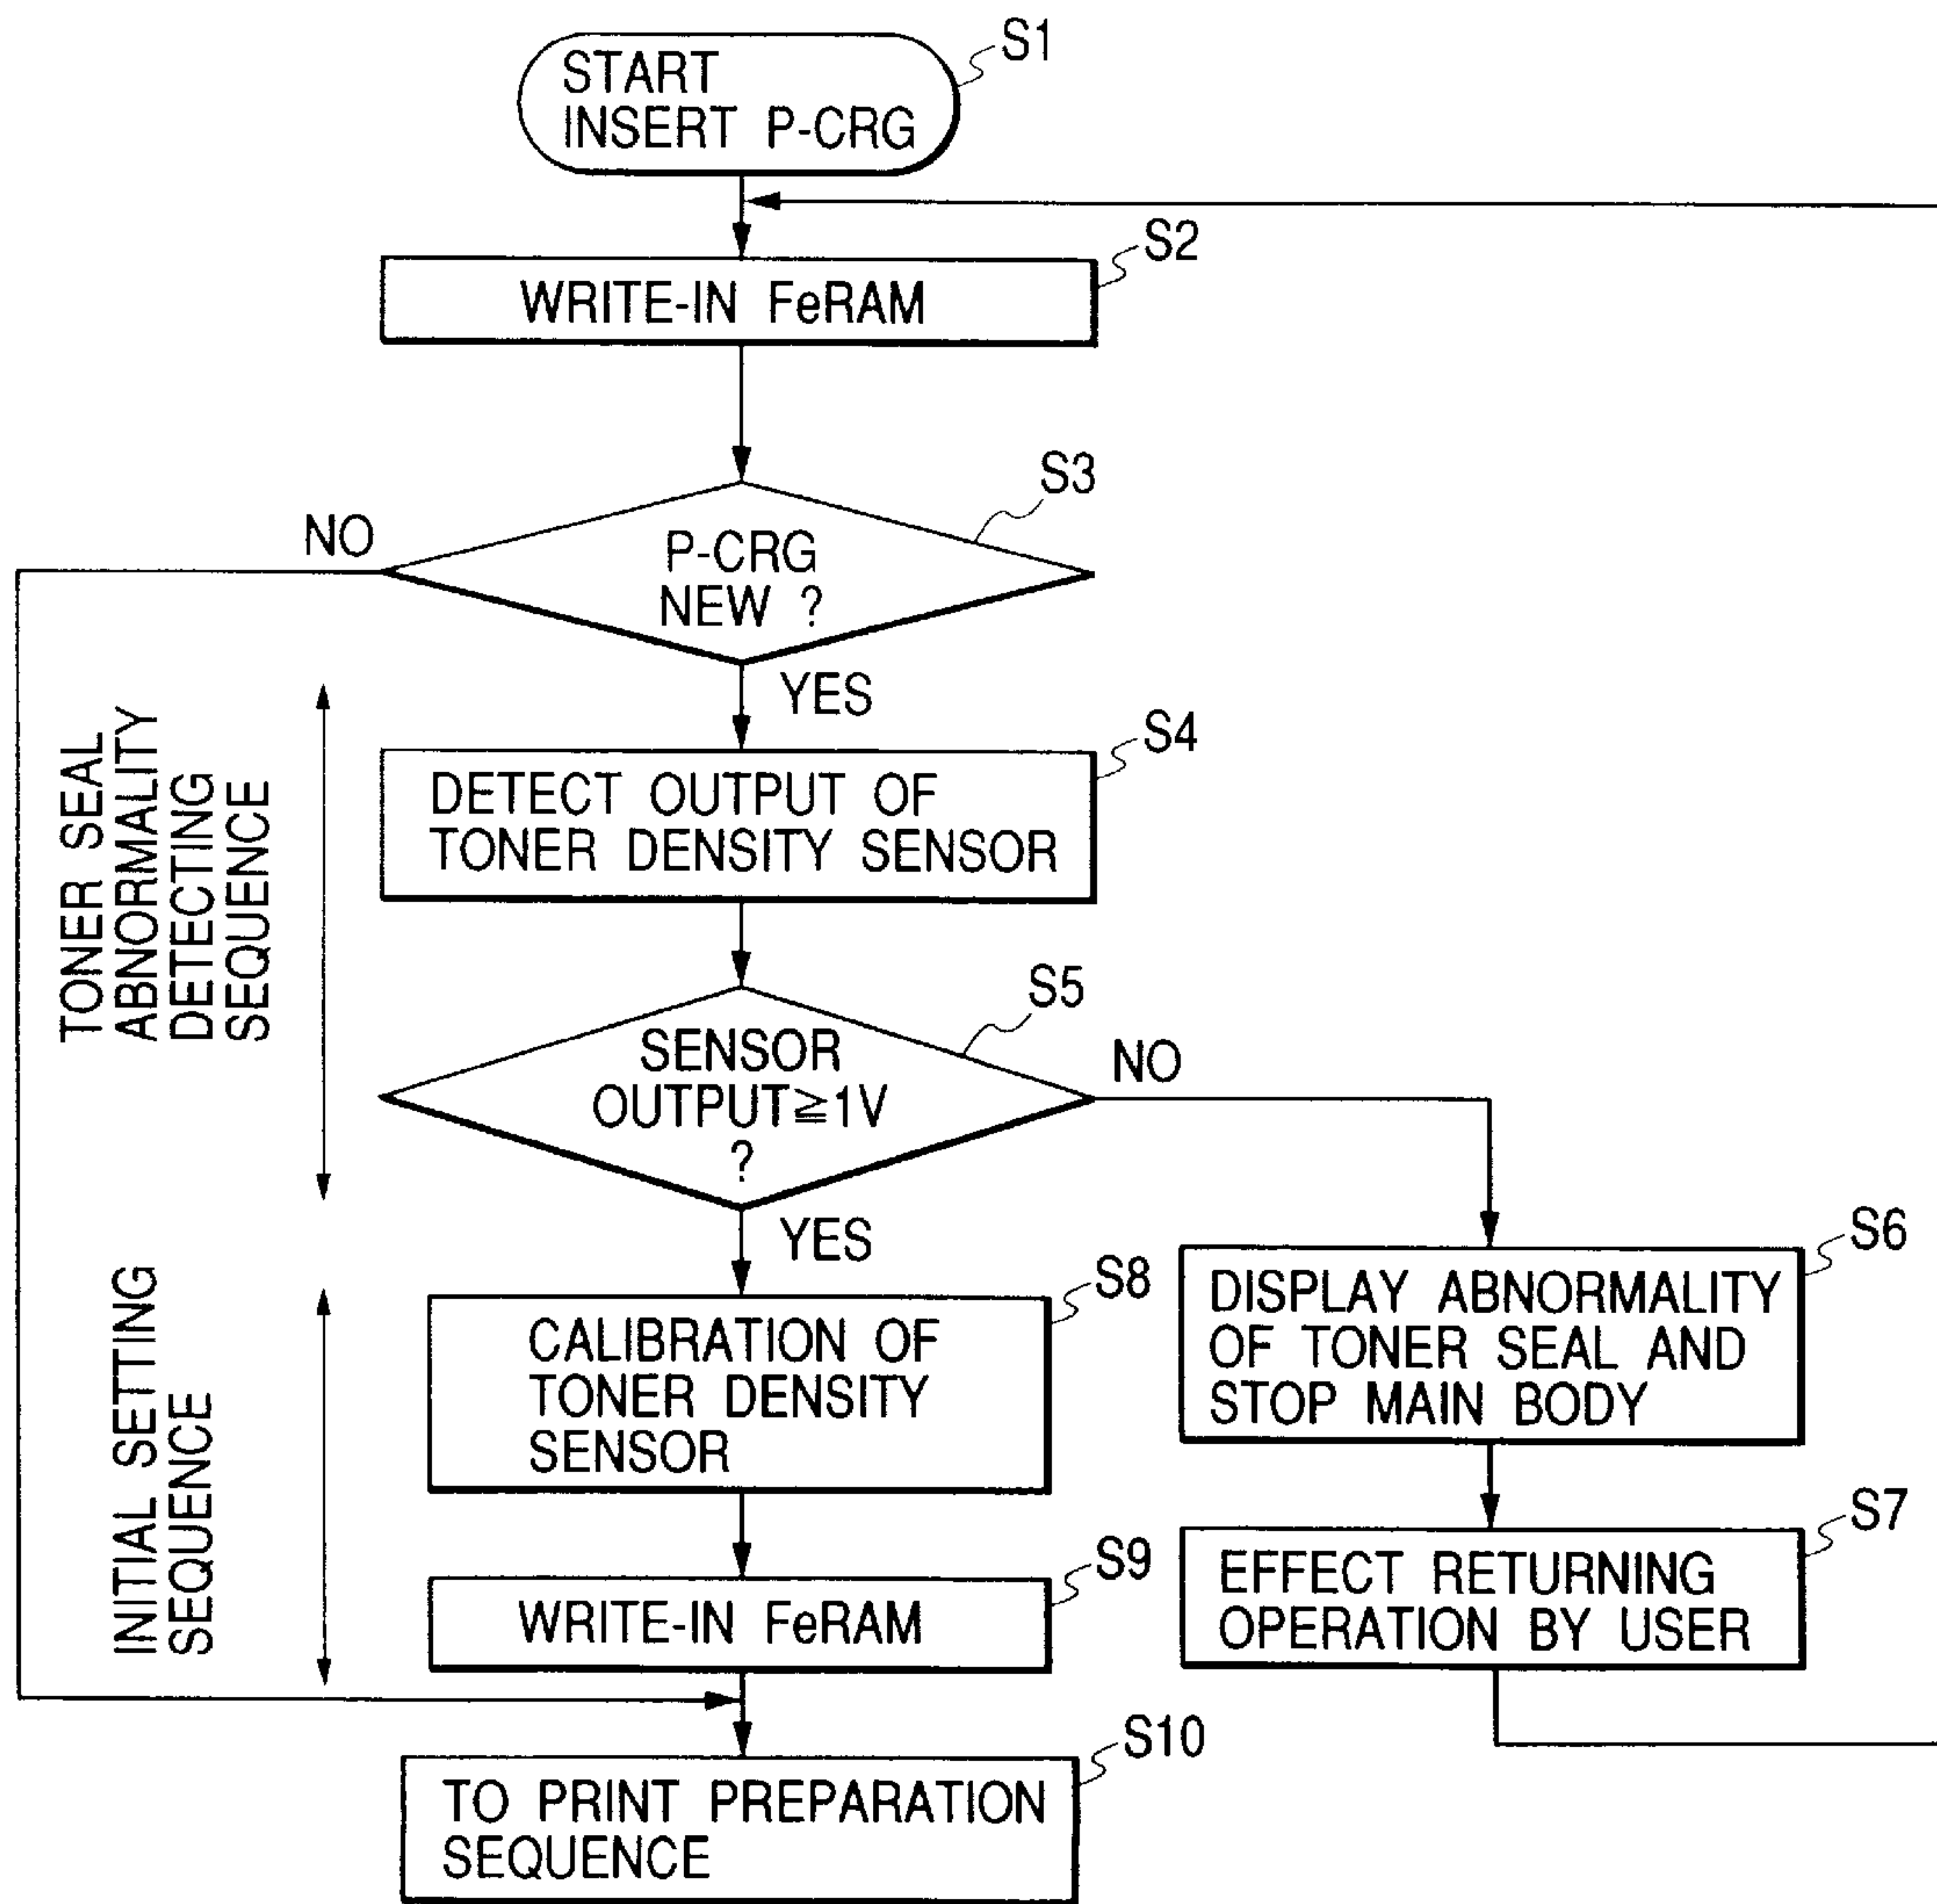 START
INSERT P-CRG
S1
WRITE-IN FeRAM
S2
P-CRG
NEW ?
S3
NO
YES
TONER SEAL
ABNORMALITY
DETECTING
SEQUENCE
DETECT OUTPUT OF
TONER DENSITY SENSOR
S4
SENSOR
OUTPUT≧1V
?
S5
NO
YES
DISPLAY ABNORMALITY
OF TONER SEAL AND
STOP MAIN BODY
S6
EFFECT RETURNING
OPERATION BY USER
S7
INITIAL SETTING
SEQUENCE
CALIBRATION OF
TONER DENSITY
SENSOR
S8
WRITE-IN FeRAM
S9
TO PRINT PREPARATION
SEQUENCE
S10